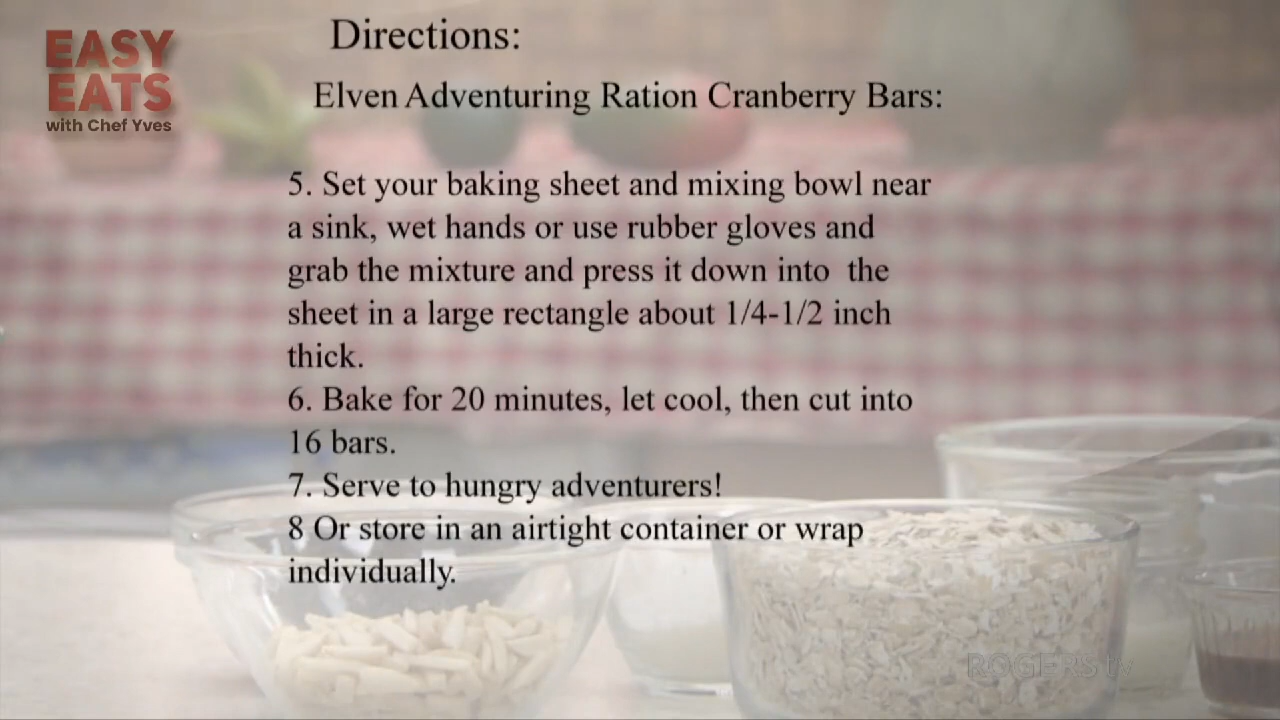 EASY
EATS
with Chef Yves
Directions:
Elven Adventuring Ration Cranberry Bars:
5. Set your baking sheet and mixing bowl near
a sink, wet hands or use rubber gloves and
grab the mixture and press it down into  the
sheet in a large rectangle about 1/4-1/2 inch
thick.
6. Bake for 20 minutes, let cool, then cut into
16 bars.
7. Serve to hungry adventurers!
8 Or store in an airtight container or wrap
individually.
ROGERS tv